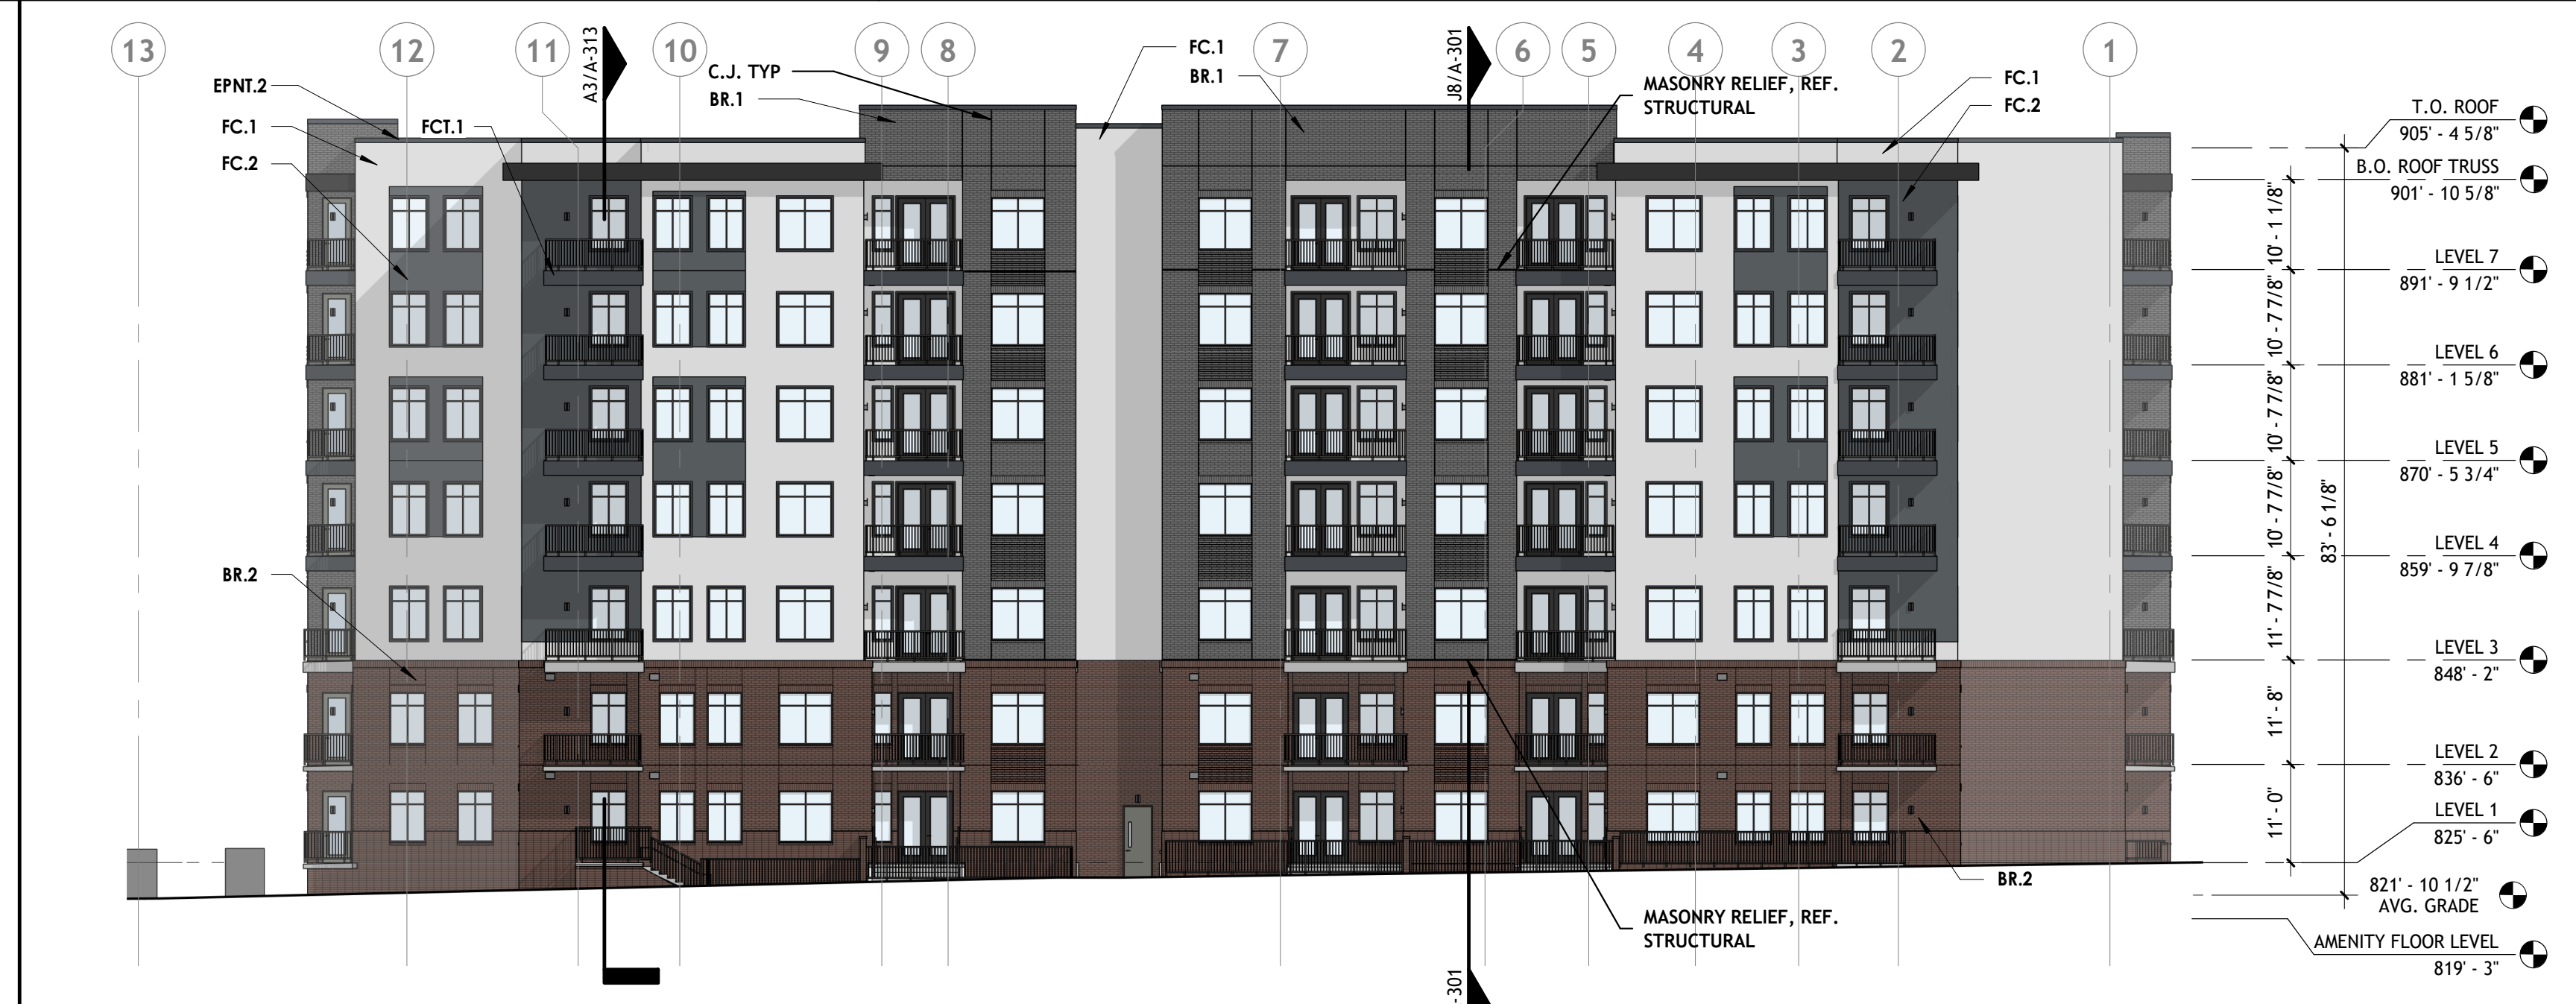 13
12
11
10
9
8
7
6
5
4
3
2
1
A3/A-313
J8/A-301
EPNT.2
FC.1
FC.2
FCT.1
C.J. TYP
BR.1
FC.1
BR.1
MASONRY RELIEF, REF.
STRUCTURAL
FC.1
FC.2
BR.2
BR.2
MASONRY RELIEF, REF.
STRUCTURAL
-301
T.O. ROOF
905' - 4 5/8"
B.O. ROOF TRUSS
901' - 10 5/8"
LEVEL 7
891' - 9 1/2"
LEVEL 6
881' - 1 5/8"
LEVEL 5
870' - 5 3/4"
LEVEL 4
859' - 9 7/8"
LEVEL 3
848' - 2"
LEVEL 2
836' - 6"
LEVEL 1
825' - 6"
821' - 10 1/2"
AVG. GRADE
AMENITY FLOOR LEVEL
819' - 3"
10' - 1 1/8"
10' - 7 7/8"
10' - 7 7/8"
10' - 7 7/8"
11' - 7 7/8"
11' - 8"
11' - 0"
83' - 6 1/8"